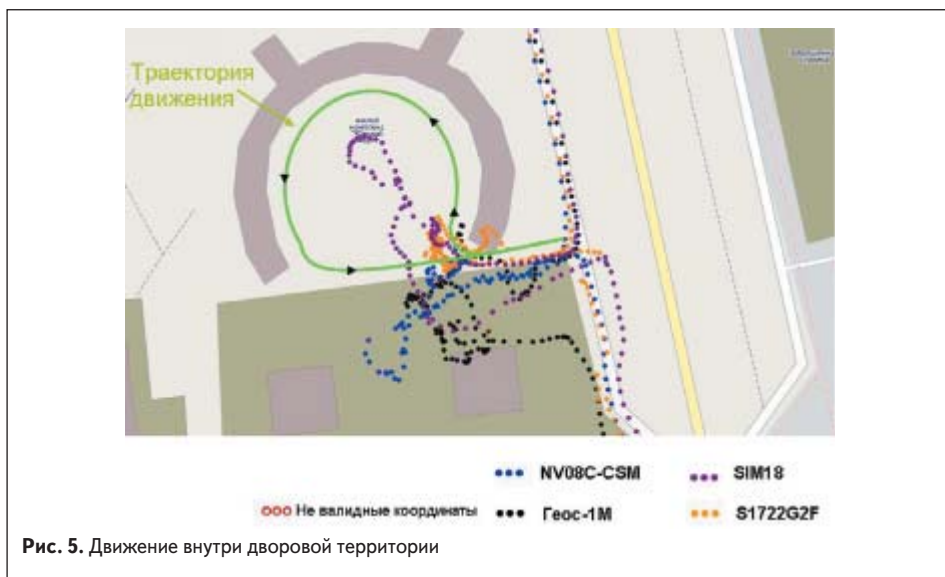 Траектория
движения
NV08C-CSM
SIM18
Не валидные координаты
Геос-1М
S1722G2F
Рис. 5. Движение внутри дворовой территории